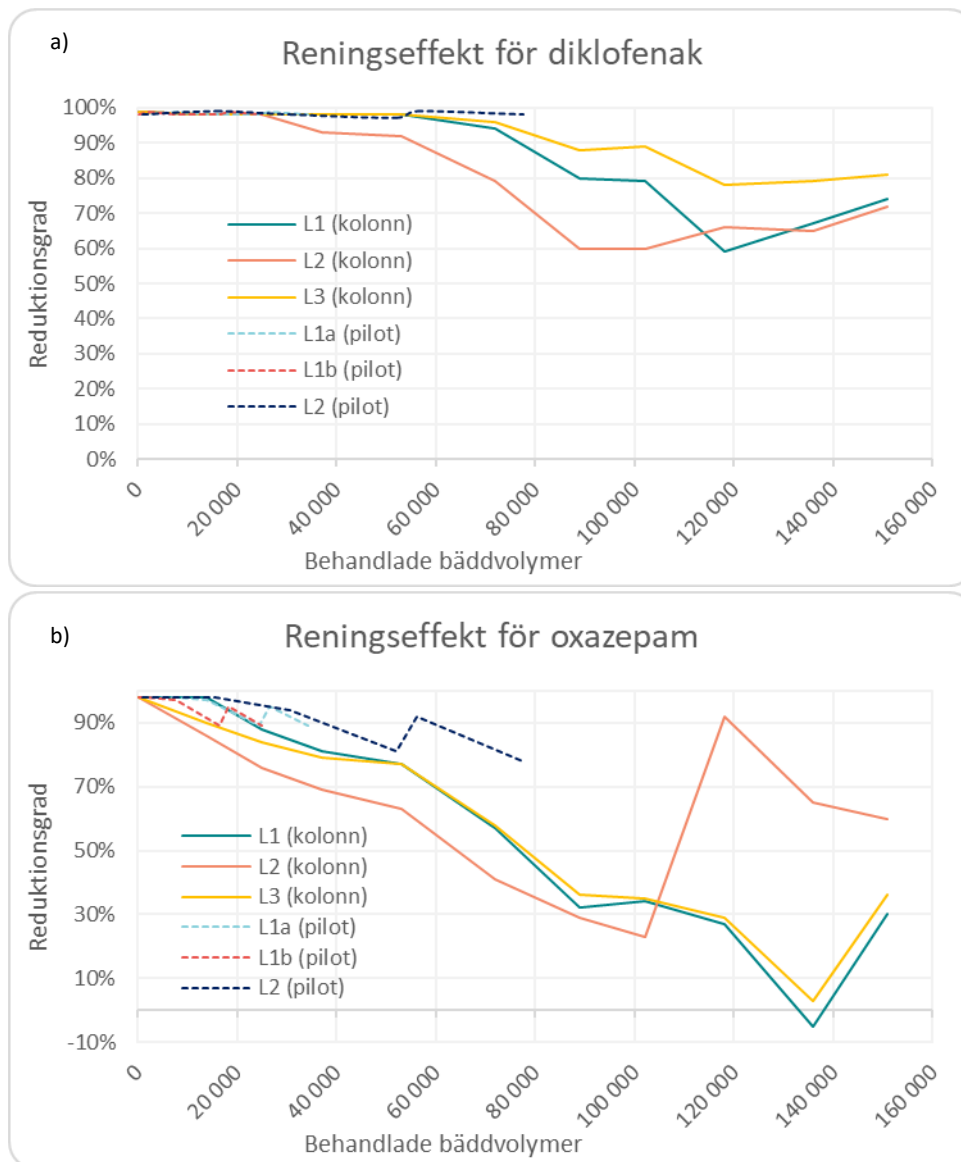 a)
Reningseffekt för diklofenak
Reduktionsgrad
100%
90%
80%
70%
60%
50%
40%
30%
20%
10%
0%
L1 (kolonn)
L2 (kolonn)
L3 (kolonn)
L1a (pilot)
L1b (pilot)
L2 (pilot)
0
20 000
40 000
60 000
80 000
100 000
120 000
140 000
160 000
Behandlade bäddvolymer
b)
Reningseffekt för oxazepam
Reduktionsgrad
90%
70%
50%
30%
10%
-10%
L1 (kolonn)
L2 (kolonn)
L3 (kolonn)
L1a (pilot)
L1b (pilot)
L2 (pilot)
0
20 000
40 000
60 000
80 000
100 000
120 000
140 000
160 000
Behandlade bäddvolymer